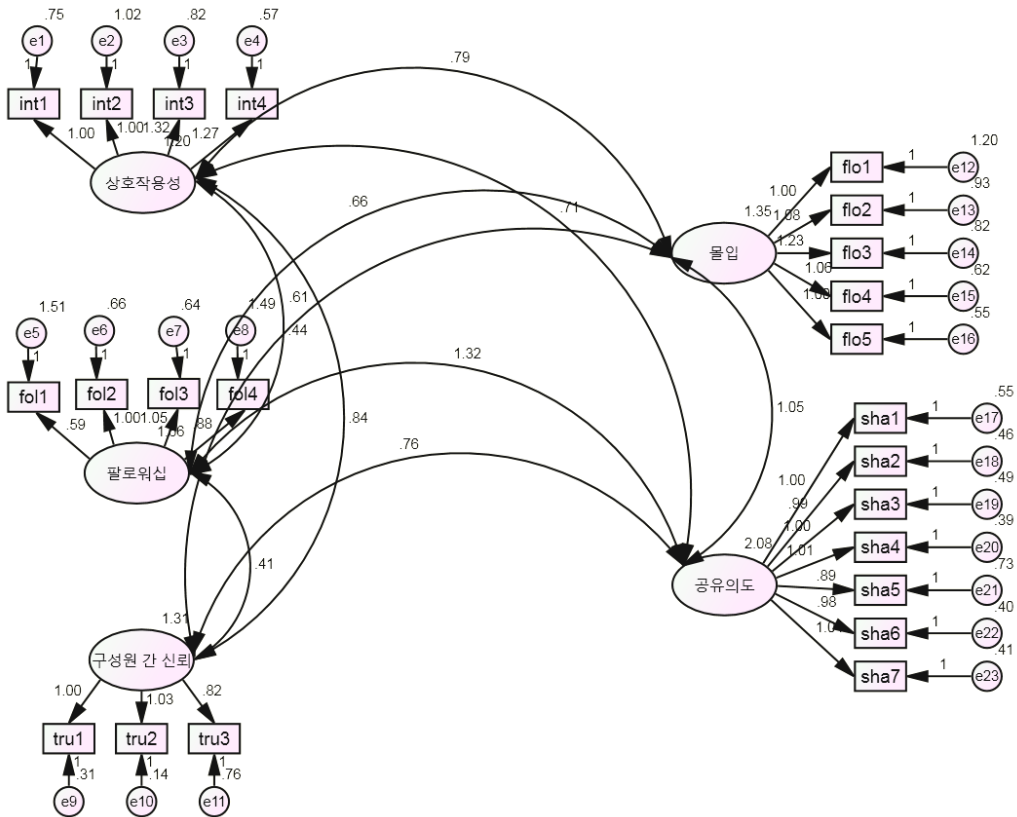 .75 1.02 .82 .57
e1 e2 e3 e4
1 1 1 1
int1 int2 int3 int4
1.00 1.00 1.32 1.27
1.20
상호작용성
.79
.66
.71
1.49 .61
.44
1.51 .66 .64
e5 e6 e7 e8
1 1 1 1
fol1 fol2 fol3 fol4
.59 1.00 1.05 .88
팔로워십
1.32
.84
.76
.41
1.05
1.31
구성원 간 신뢰
1.00 1.03 .82
tru1 tru2 tru3
1 1 1
.31 .14 .76
e9 e10 e11
1.35
몰입
1.00 flo1 1 e12 1.20
1.08 flo2 1 e13 .93
1.23 flo3 1 e14 .82
1.06 flo4 1 e15 .62
flo5 1 e16 .55
2.08
공유의도
1.00 sha1 1 e17 .55
.99 sha2 1 e18 .46
1.00 sha3 1 e19 .49
1.01 sha4 1 e20 .39
.89 sha5 1 e21 .73
.98 sha6 1 e22 .40
sha7 1 e23 .41